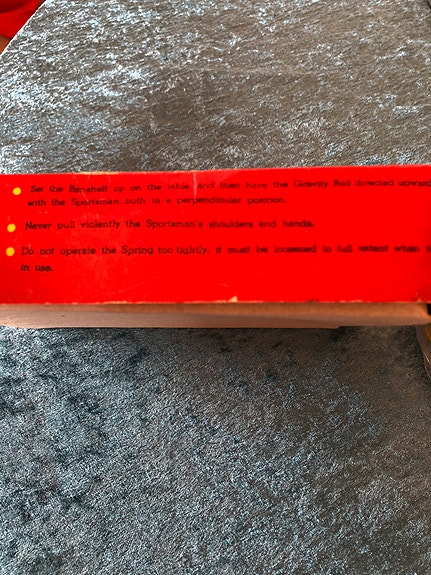 Set the Barshell up on the table, and then have the Gravity Rod directed upward
with the Sportsman both in a perpendicular position.
Never pull violently the Sportsman's shoulders and hands.
Do not operate the Spring too tightly, it must be loosened to full extent when
in use.